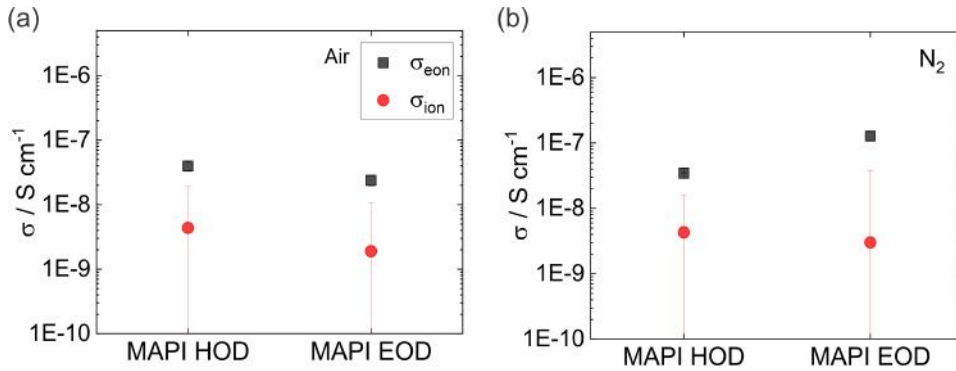 (a)
Air
σeon
σion
1E-6
1E-7
1E-8
1E-9
1E-10
σ / S cm⁻¹
MAPI HOD MAPI EOD
(b)
N₂
1E-6
1E-7
1E-8
1E-9
1E-10
σ / S cm⁻¹
MAPI HOD MAPI EOD